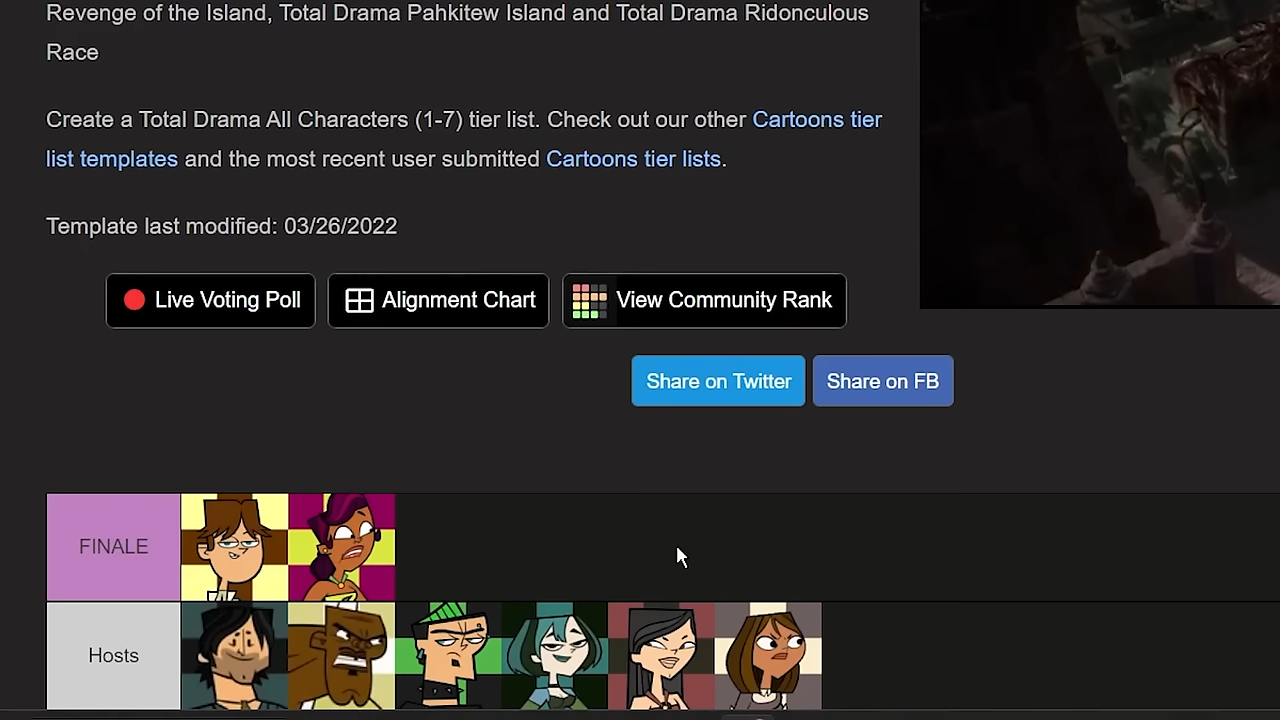 Revenge of the Island, Total Drama Pahkitew Island and Total Drama Ridonculous
Race
Create a Total Drama All Characters (1-7) tier list. Check out our other Cartoons tier
list templates and the most recent user submitted Cartoons tier lists.
Template last modified: 03/26/2022
Live Voting Poll
Alignment Chart
View Community Rank
Share on Twitter
Share on FB
FINALE
Hosts